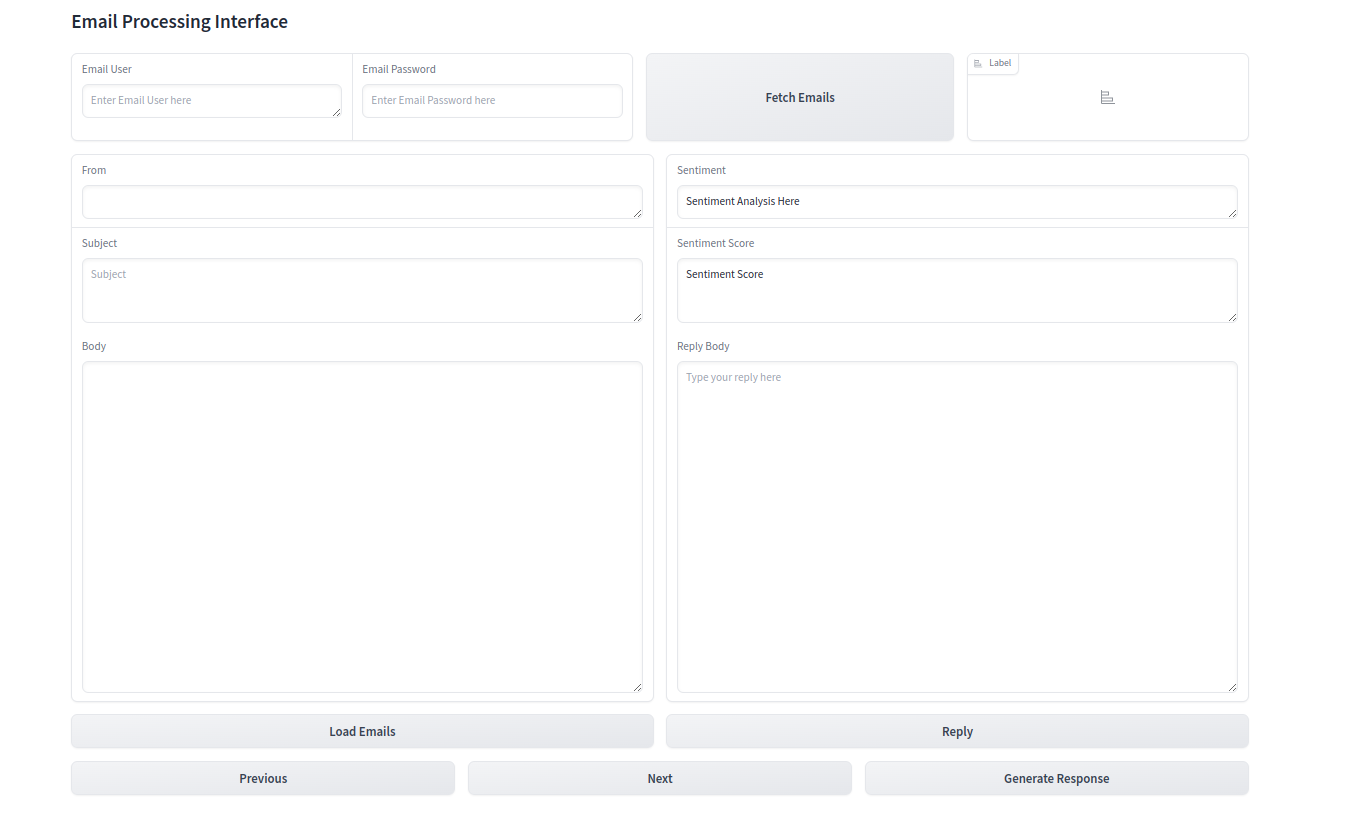 Email Processing Interface
Email User
Email Password
Enter Email User here
Enter Email Password here
Fetch Emails
Label
From
Sentiment
Sentiment Analysis Here
Subject
Sentiment Score
Subject
Sentiment Score
Body
Reply Body
Type your reply here
Load Emails
Reply
Previous
Next
Generate Response